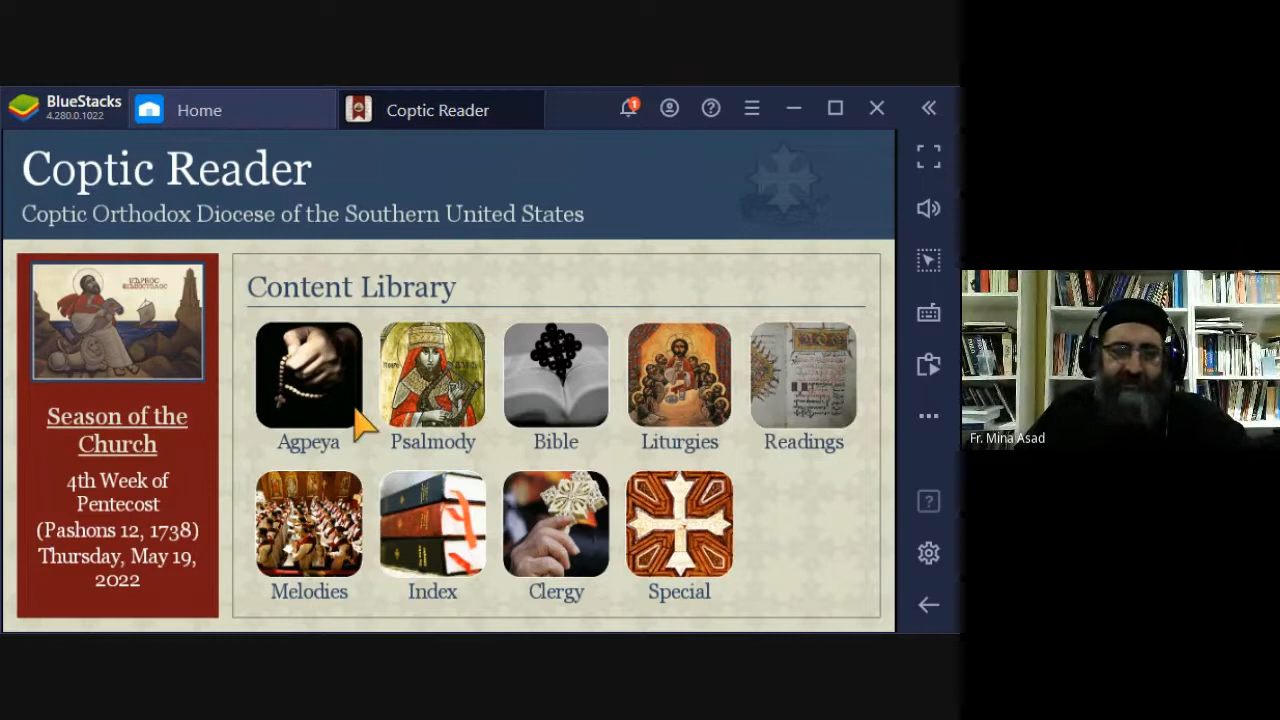 BlueStacks
4.280.0.1022
Home
Coptic Reader
1
Coptic Reader
Coptic Orthodox Diocese of the Southern United States
Season of the
Church
4th Week of
Pentecost
(Pashons 12, 1738)
Thursday, May 19,
2022
Content Library
Agpeya
Psalmody
Bible
Liturgies
Readings
Melodies
Index
Clergy
Special
Fr. Mina Asad